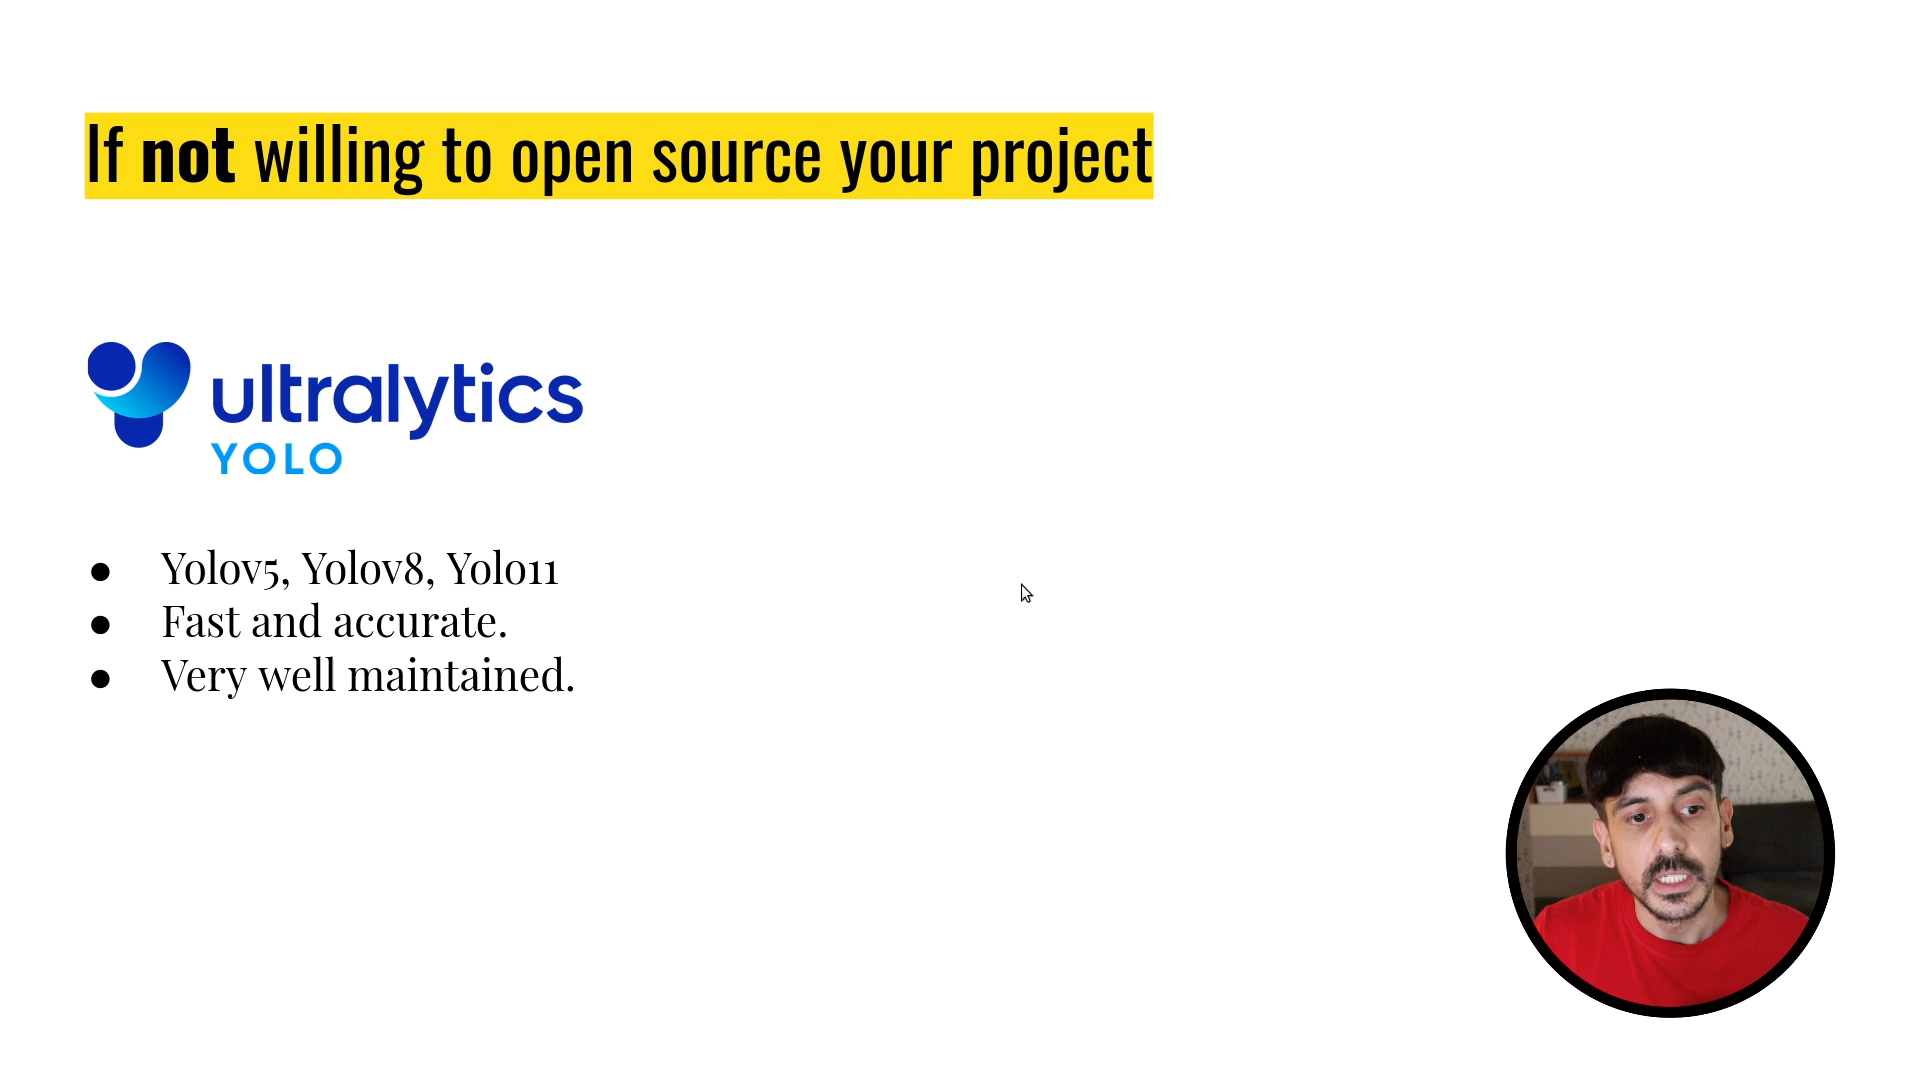 If not willing to open source your project
ultralytics
YOLO
● Yolov5, Yolov8, Yolo11
● Fast and accurate.
● Very well maintained.